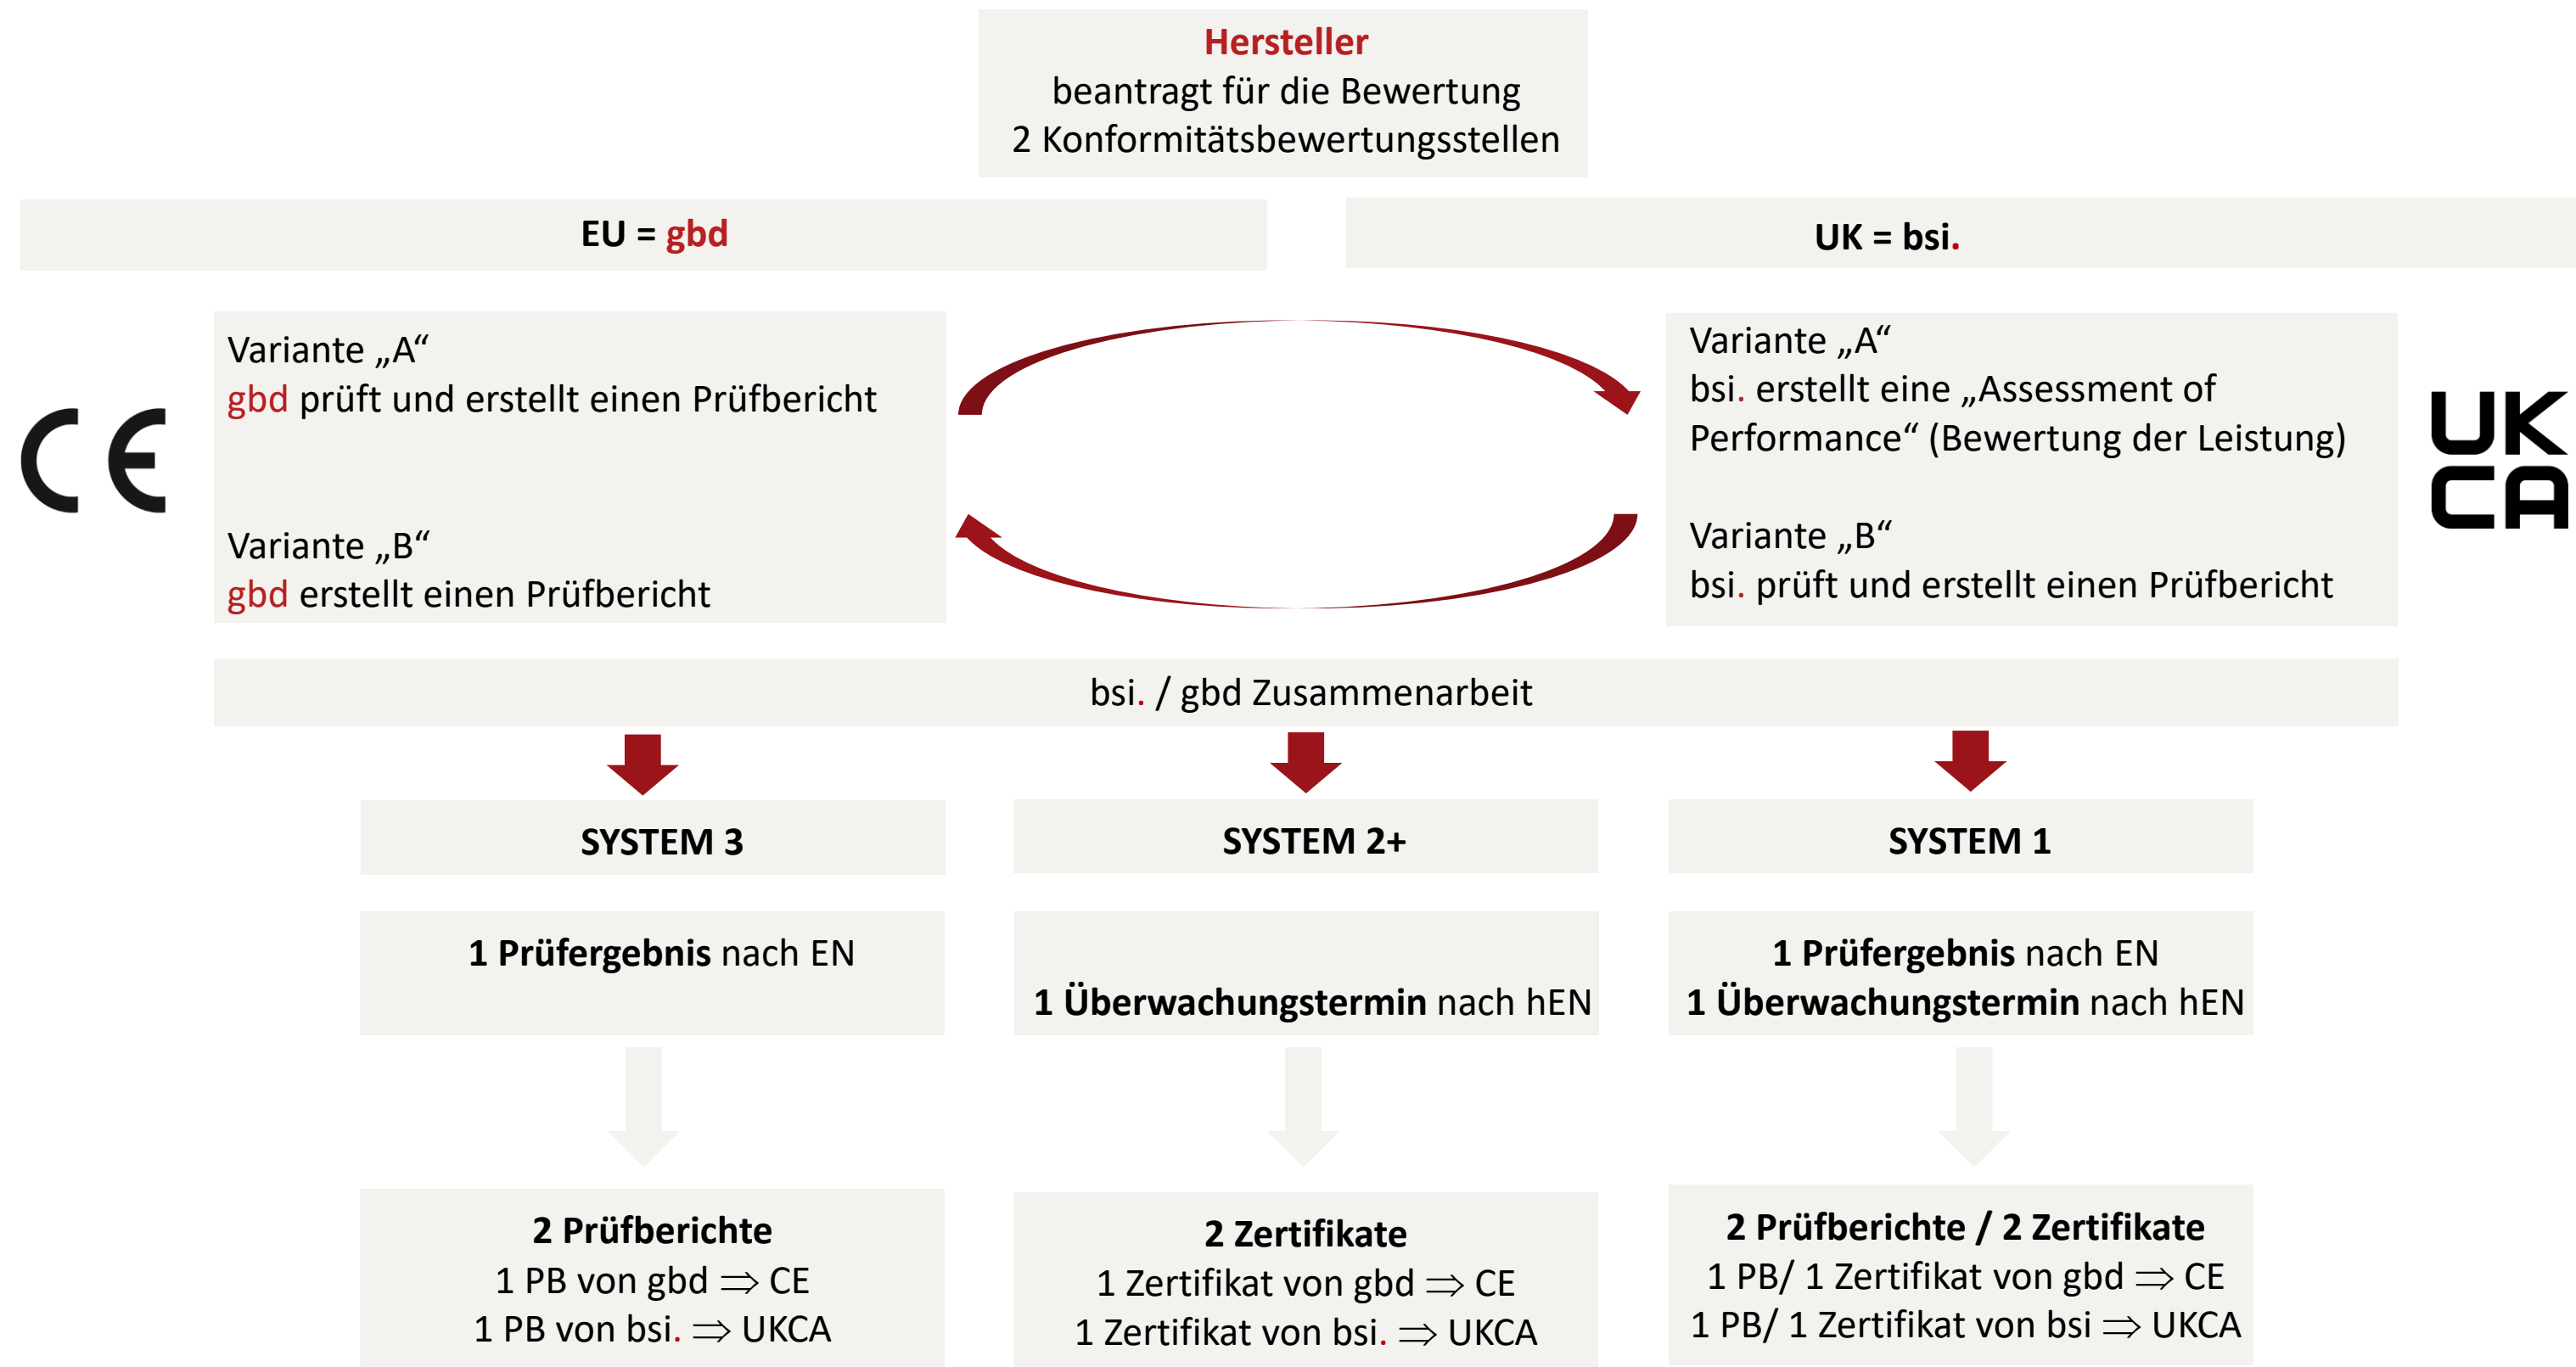 Hersteller
beantragt für die Bewertung
2 Konformitätsbewertungsstellen
EU = gbd
UK = bsi.
CE
Variante „A“
gbd prüft und erstellt einen Prüfbericht
Variante „B“
gbd erstellt einen Prüfbericht
Variante „A“
bsi. erstellt eine „Assessment of
Performance“ (Bewertung der Leistung)
Variante „B“
bsi. prüft und erstellt einen Prüfbericht
UK
CA
bsi. / gbd Zusammenarbeit
SYSTEM 3
1 Prüfergebnis nach EN
2 Prüfberichte
1 PB von gbd ⇒ CE
1 PB von bsi. ⇒ UKCA
SYSTEM 2+
1 Überwachungstermin nach hEN
2 Zertifikate
1 Zertifikat von gbd ⇒ CE
1 Zertifikat von bsi. ⇒ UKCA
SYSTEM 1
1 Prüfergebnis nach EN
1 Überwachungstermin nach hEN
2 Prüfberichte / 2 Zertifikate
1 PB/ 1 Zertifikat von gbd ⇒ CE
1 PB/ 1 Zertifikat von bsi ⇒ UKCA